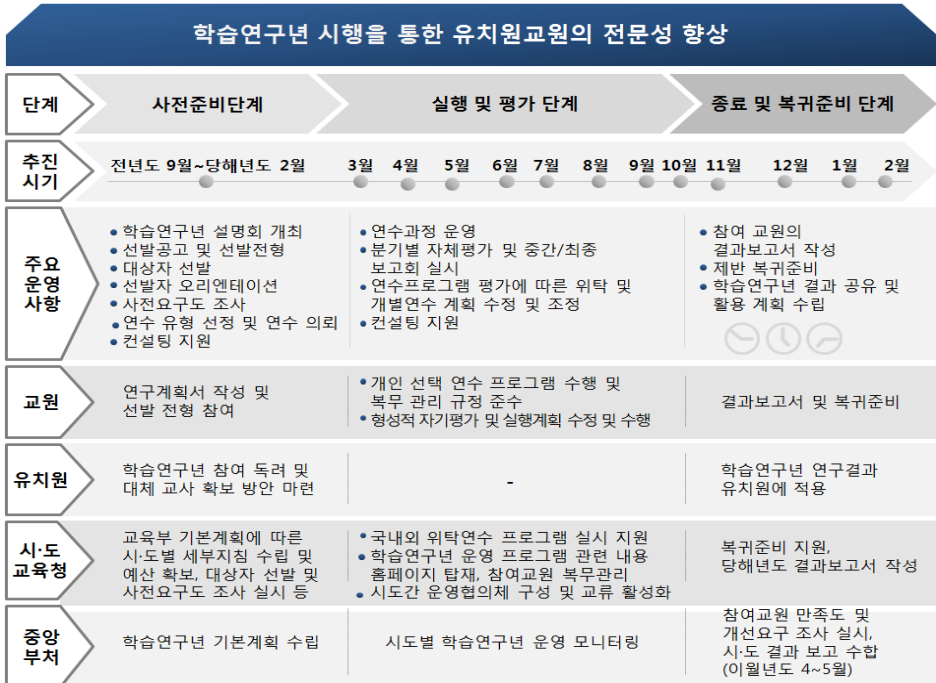 학습연구년 시행을 통한 유치원교원의 전문성 향상
단계
사전준비단계
실행 및 평가 단계
종료 및 복귀준비 단계
추진
시기
전년도 9월~당해년도 2월
3월 4월 5월 6월 7월 8월 9월 10월 11월 12월 1월 2월
주요
운영
사항
• 학습연구년 설명회 개최
• 선발공고 및 선발전형
• 대상자 선발
• 선발자 오리엔테이션
• 사전요구도 조사
• 연수 유형 선정 및 연수 의뢰
• 컨설팅 지원
• 연수과정 운영
• 분기별 자체평가 및 중간/최종
보고회 실시
• 연수프로그램 평가에 따른 위탁 및
개별연수 계획 수정 및 조정
• 컨설팅 지원
• 참여 교원의
결과보고서 작성
• 제반 복귀준비
• 학습연구년 결과 공유 및
활용 계획 수립
교원
연구계획서 작성 및
선발 전형 참여
• 개인 선택 연수 프로그램 수행 및
복무 관리 규정 준수
• 형성적 자기평가 및 실행계획 수정 및 수행
결과보고서 및 복귀준비
유치원
학습연구년 참여 독려 및
대체 교사 확보 방안 마련
-
학습연구년 연구결과
유치원에 적용
시·도
교육청
교육부 기본계획에 따른
시·도별 세부지침 수립 및
예산 확보, 대상자 선발 및
사전요구도 조사 실시 등
• 국내외 위탁연수 프로그램 실시 지원
• 학습연구년 운영 프로그램 관련 내용
홈페이지 탑재, 참여교원 복무관리
• 시도간 운영협의체 구성 및 교류 활성화
복귀준비 지원,
당해년도 결과보고서 작성
중앙
부처
학습연구년 기본계획 수립
시도별 학습연구년 운영 모니터링
참여교원 만족도 및
개선요구 조사 실시,
시·도 결과 보고 수합
(이월년도 4~5월)